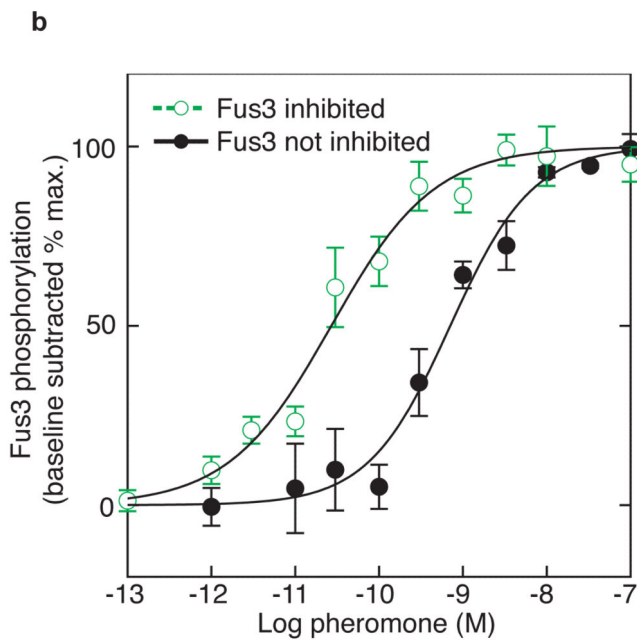 b
Fus3 inhibited
Fus3 not inhibited
100
50
0
Fus3 phosphorylation
(baseline subtracted % max.)
-13 -12 -11 -10 -9 -8 -7
Log pheromone (M)